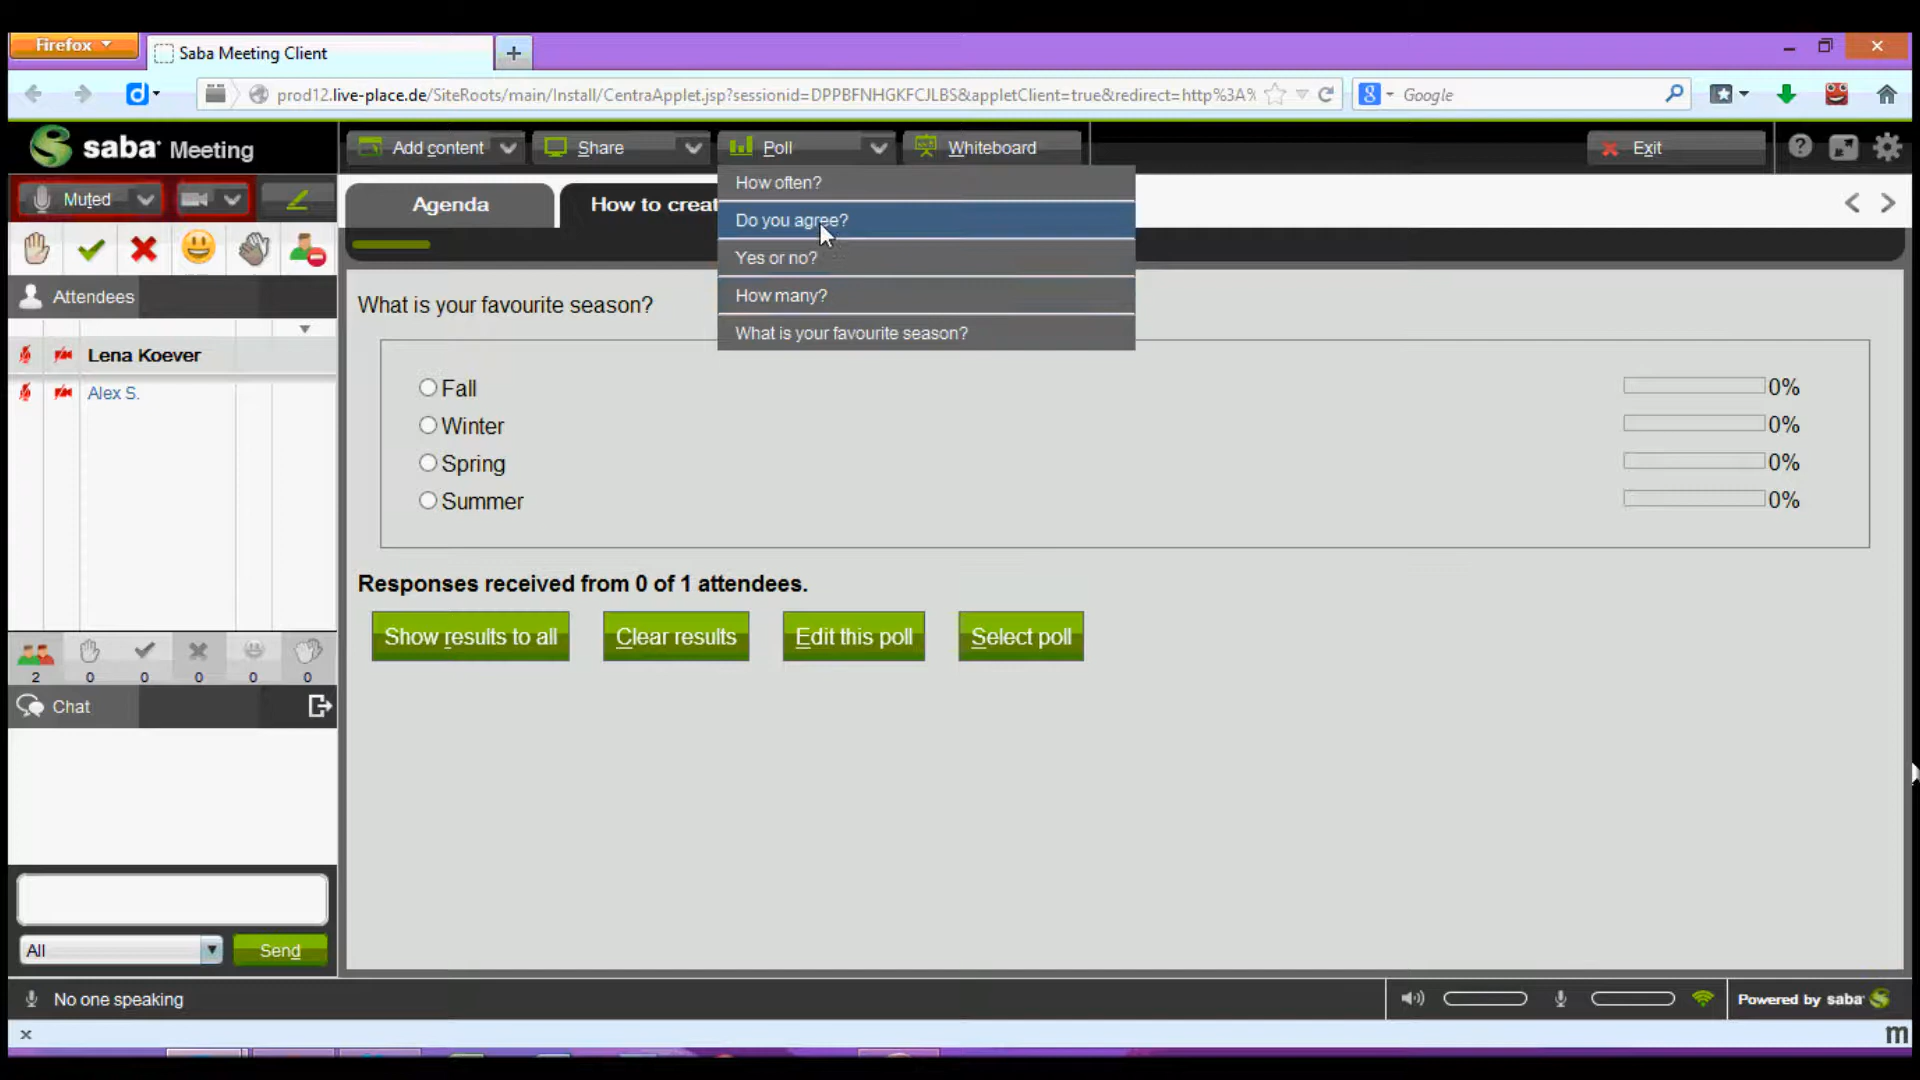 Firefox
Saba Meeting Client
prod12.live-place.de/SiteRoots/main/Install/CentraApplet.jsp?sessionid=DPPBFNHGKFCJLBS&appletClient=true&redirect=http%3A%
Google
saba Meeting
Add content
Share
Poll
Whiteboard
Exit
Muted
Agenda
How to creat
How often?
Do you agree?
Yes or no?
How many?
What is your favourite season?
Attendees
Lena Koever
Alex S.
What is your favourite season?
Fall 0%
Winter 0%
Spring 0%
Summer 0%
Responses received from 0 of 1 attendees.
Show results to all
Clear results
Edit this poll
Select poll
2 0 0 0 0 0
Chat
All
Send
No one speaking
Powered by saba
m